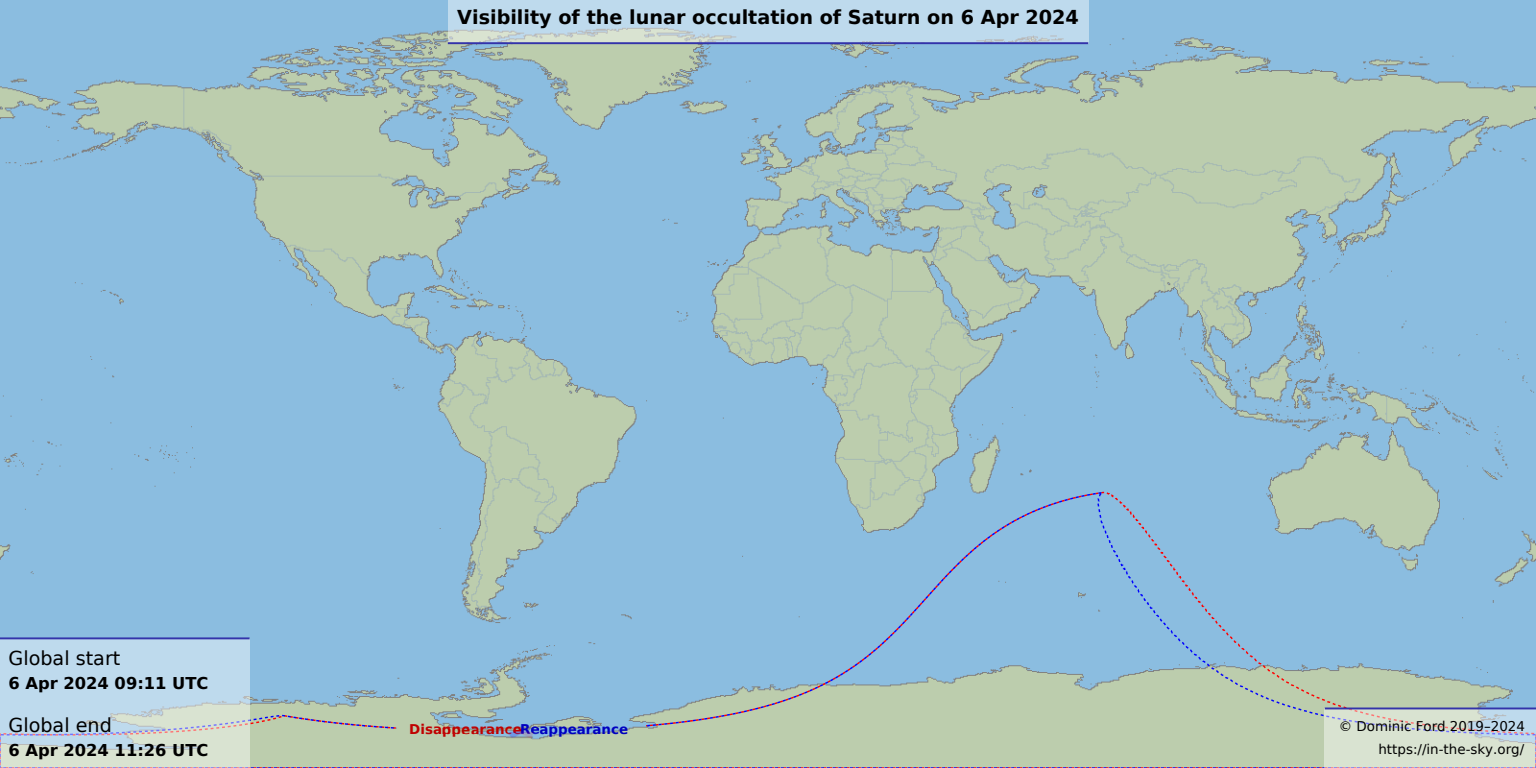 Visibility of the lunar occultation of Saturn on 6 Apr 2024
Global start
6 Apr 2024 09:11 UTC
Global end
6 Apr 2024 11:26 UTC
Disappearance Reappearance
© Dominic Ford 2019–2024
https://in-the-sky.org/